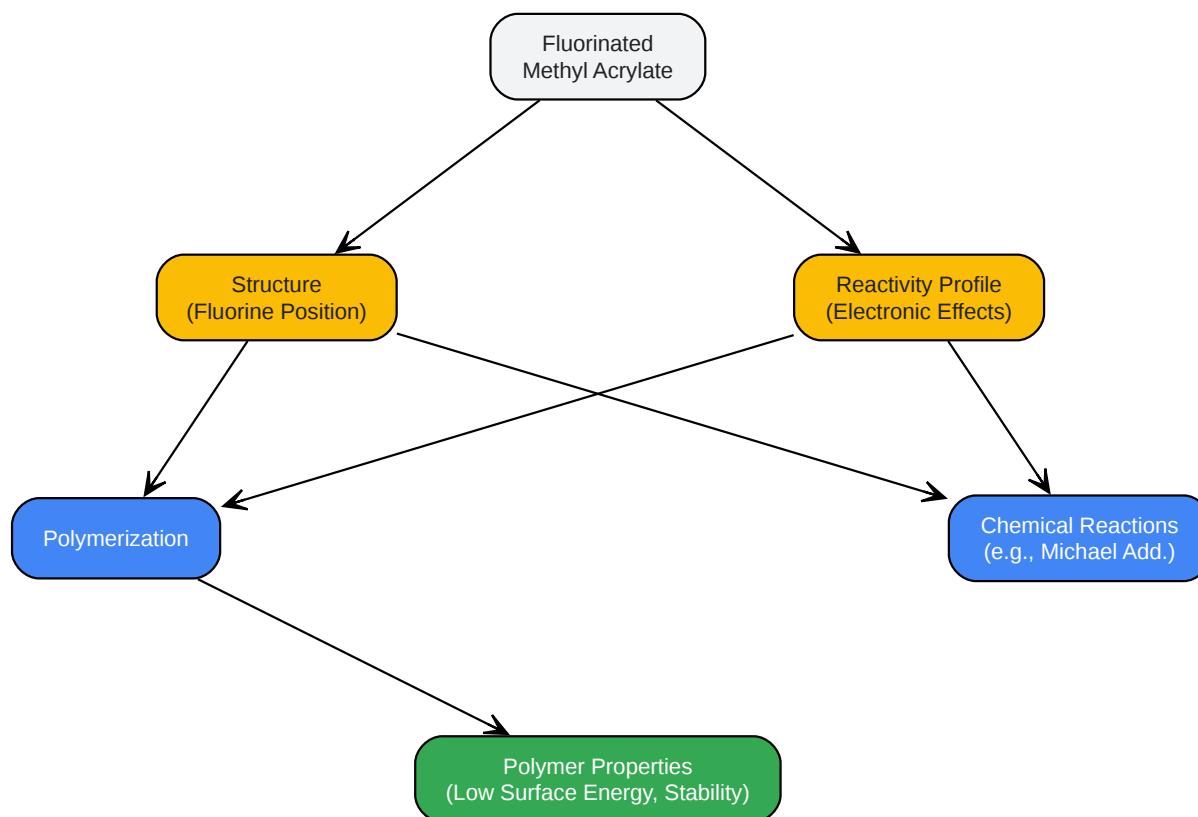 Fluorinated
Methyl Acrylate
Structure
(Fluorine Position)
Reactivity Profile
(Electronic Effects)
Polymerization
Chemical Reactions
(e.g., Michael Add.)
Polymer Properties
(Low Surface Energy, Stability)